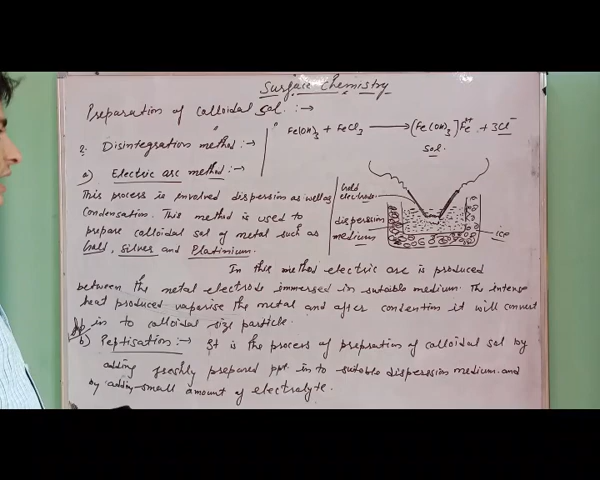 Surface Chemistry
Preparation of colloidal sol. :→
Fe(OH)3 + FeCl3 ⟶ [Fe(OH)3]Fe3+ + 3Cl-
Sol.
2. Disintegration method :→
a) Electric arc method :→
This process is involved dispersion as well as
Condensation. This method is used to
prepare colloidal sol of metal such as
Gold, Silver and Platinium.
Gold
electrode
dispersion
medium
ice
In this method electric arc is produced
between the metal electrode immersed in suitable medium. The intense
heat produced vaporise the metal and after condention it will convert
in to colloidal size particle.
b) Peptisation :→ It is the process of prepration of colloidal sol by
adding freshly prepared ppt. in to suitable disperssion medium. and
by adding small amount of electrolyte.